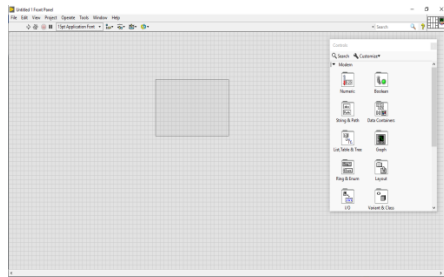 Untitled 1 Front Panel
File Edit View Project Operate Tools Window Help
15pt Application Font
Search
Controls
Search Customize
Modern
Numeric Boolean
String & Path Data Containers
List, Table & Tree Graph
Ring & Enum Layout
I/O Variant & Class